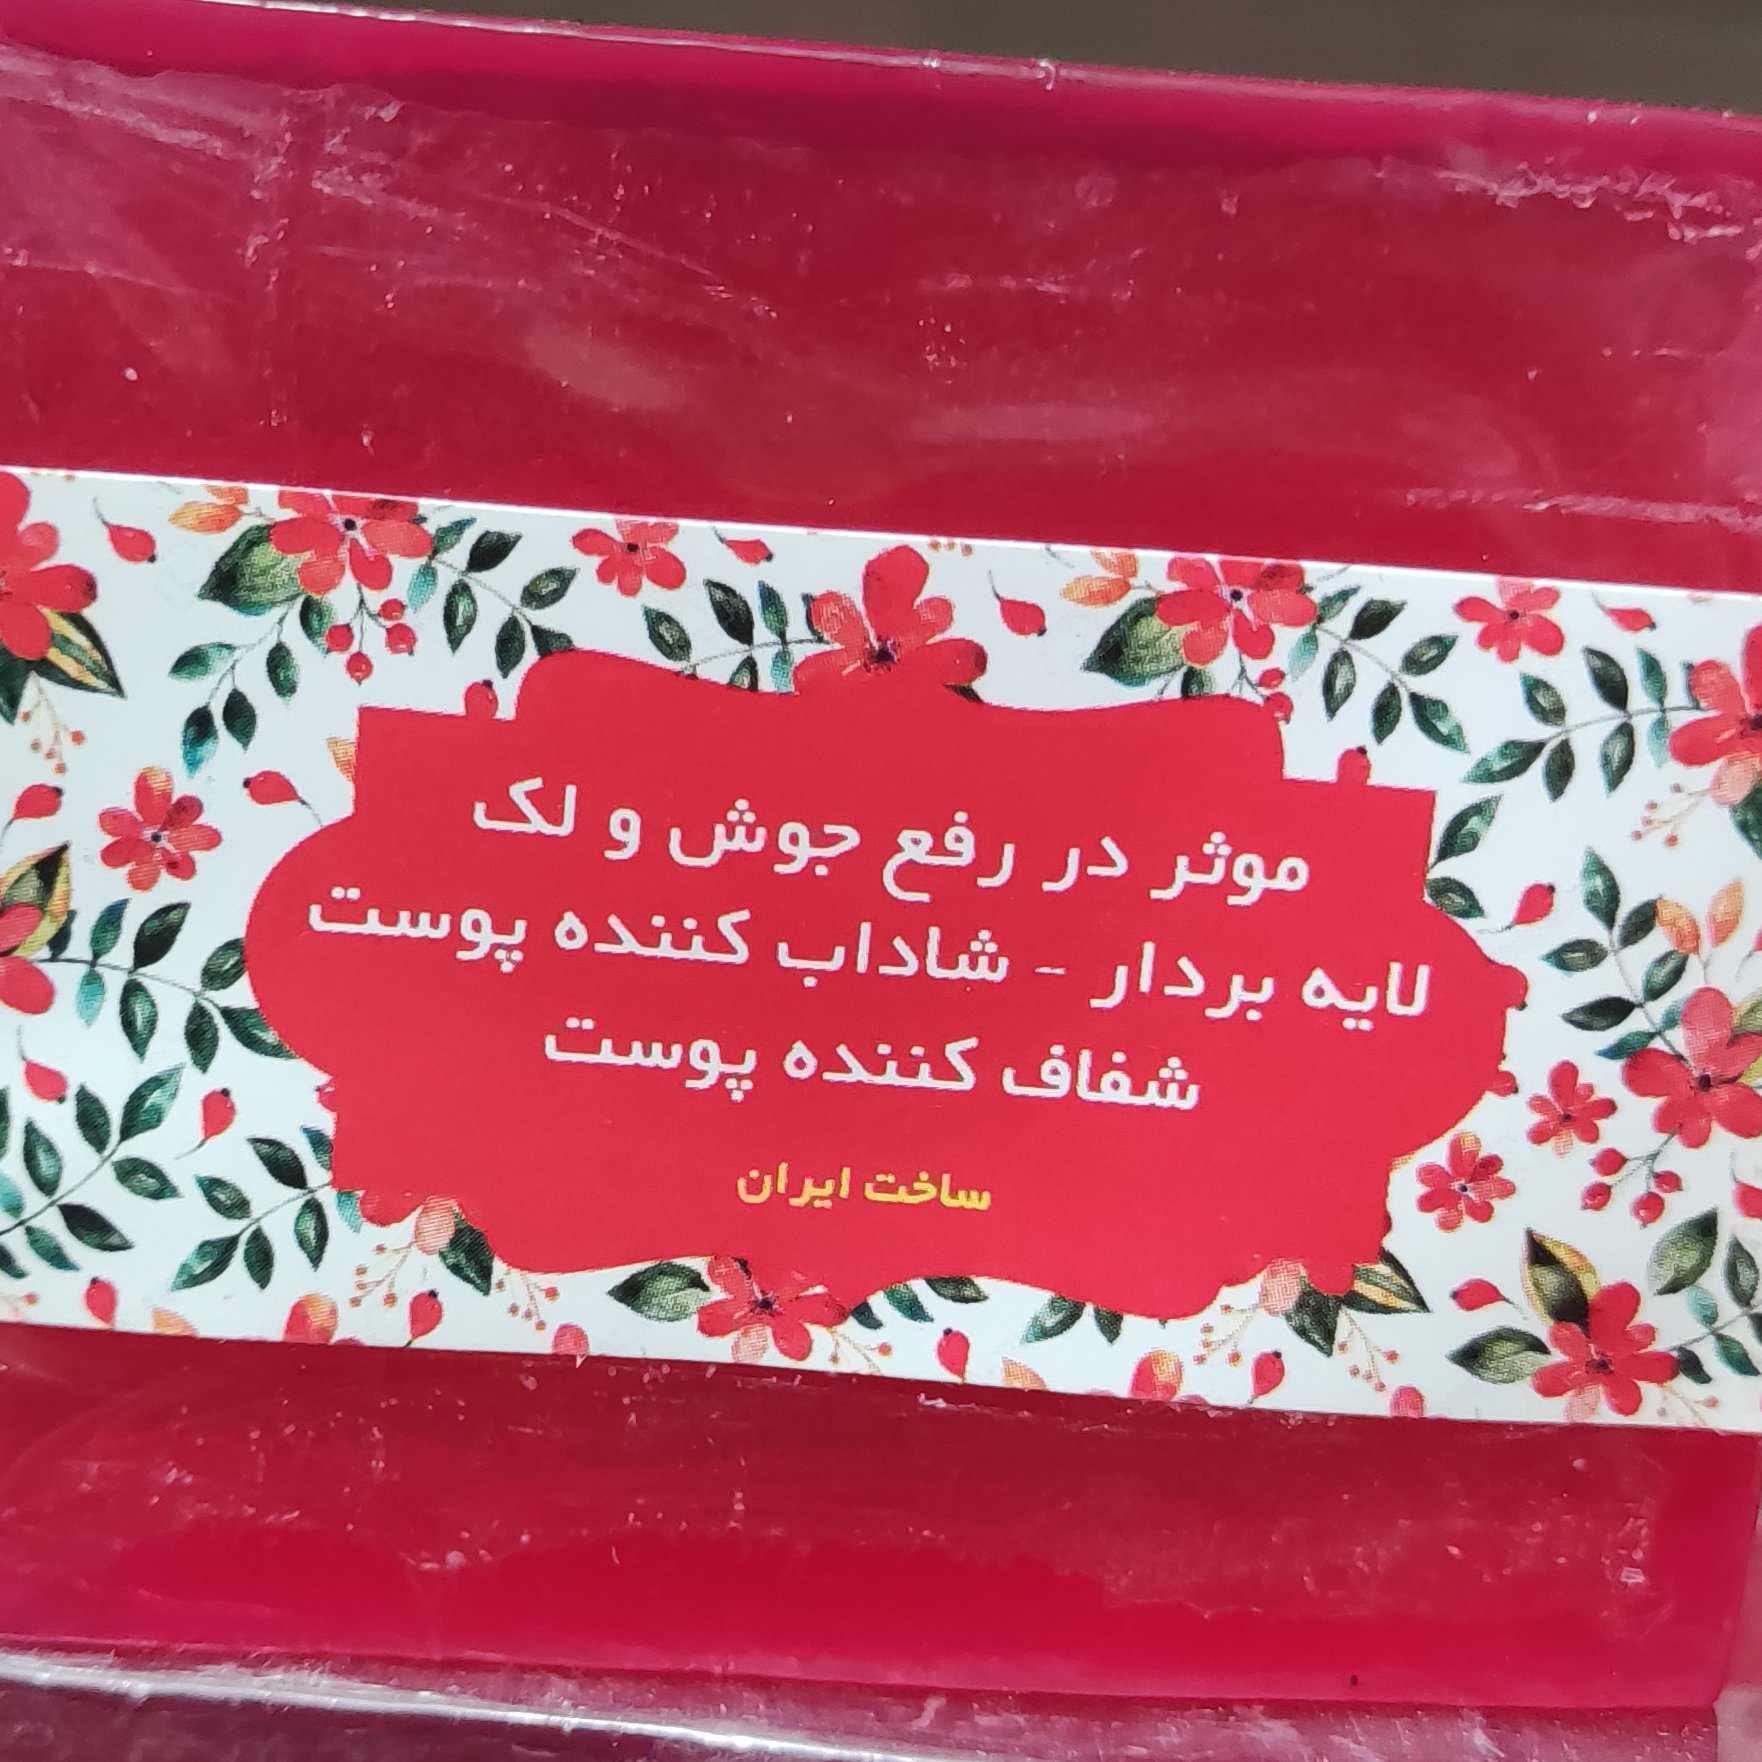 موثر در رفع جوش و لک
لایه بردار - شاداب کننده پوست
شفاف کننده پوست
ساخت ایران